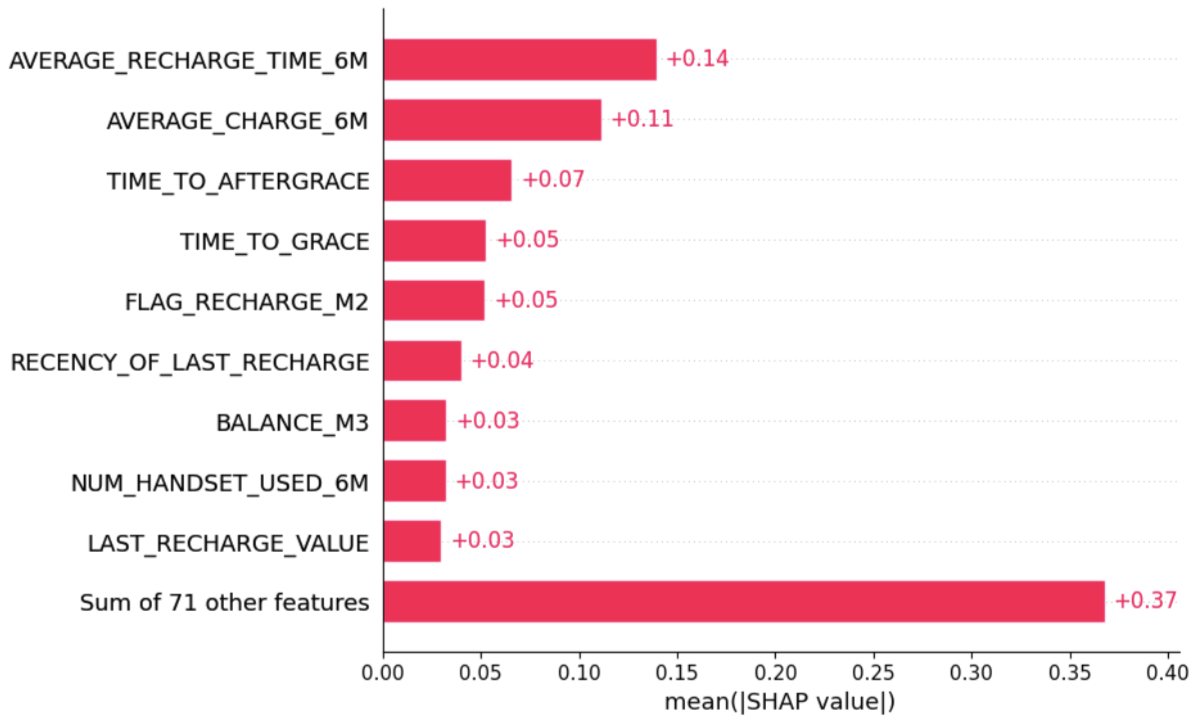 AVERAGE_RECHARGE_TIME_6M +0.14
AVERAGE_CHARGE_6M +0.11
TIME_TO_AFTERGRACE +0.07
TIME_TO_GRACE +0.05
FLAG_RECHARGE_M2 +0.05
RECENCY_OF_LAST_RECHARGE +0.04
BALANCE_M3 +0.03
NUM_HANDSET_USED_6M +0.03
LAST_RECHARGE_VALUE +0.03
Sum of 71 other features +0.37
0.00 0.05 0.10 0.15 0.20 0.25 0.30 0.35 0.40
mean(|SHAP value|)